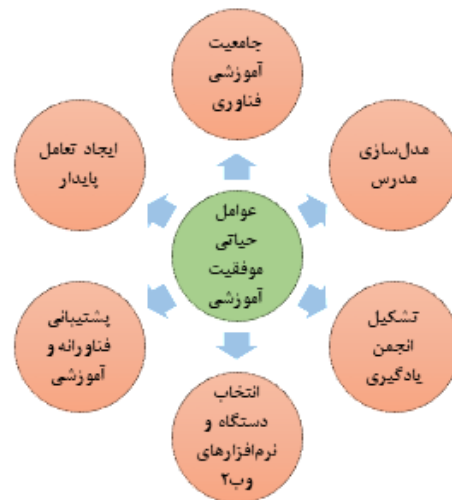 جامعیت
آموزشی
فناوری
مدل‌سازی
مدرس
تشکیل
انجمن
یادگیری
انتخاب
دستگاه و
نرم‌افزارهای
وب۲
پشتیبانی
فناورانه و
آموزشی
ایجاد تعامل
پایدار
عوامل
حیاتی
موفقیت
آموزشی